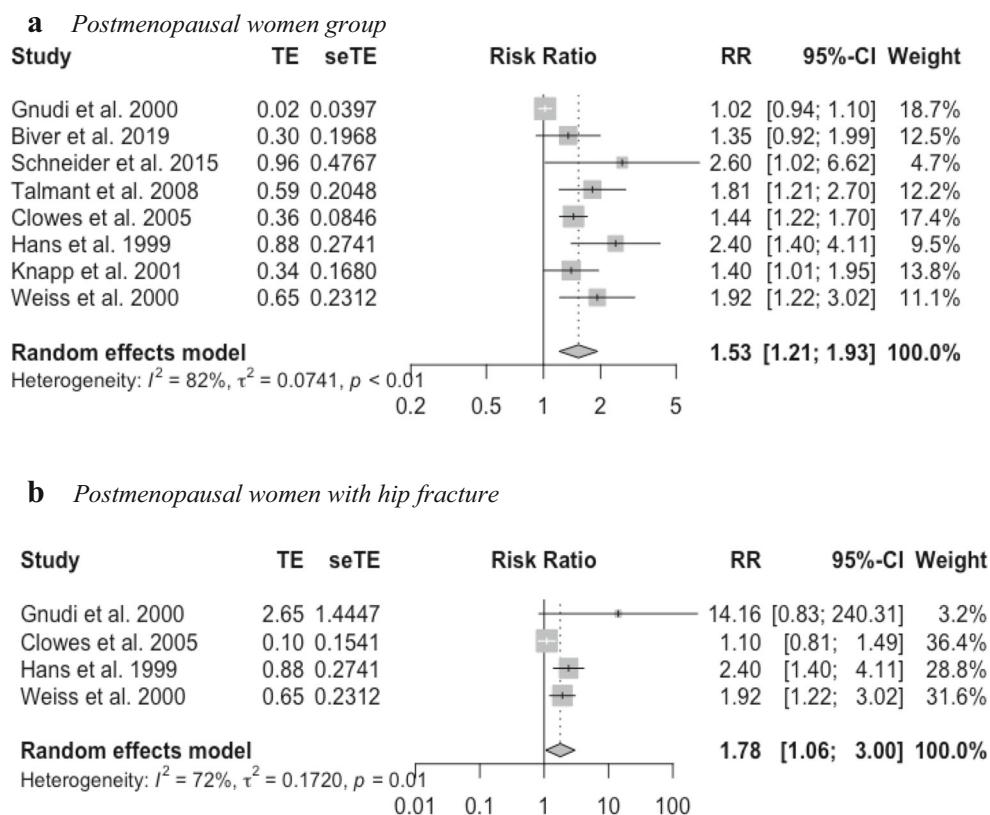 a Postmenopausal women group
Study TE seTE Risk Ratio RR 95%-CI Weight
Gnudi et al. 2000 0.02 0.0397 1.02 [0.94; 1.10] 18.7%
Biver et al. 2019 0.30 0.1968 1.35 [0.92; 1.99] 12.5%
Schneider et al. 2015 0.96 0.4767 2.60 [1.02; 6.62] 4.7%
Talmant et al. 2008 0.59 0.2048 1.81 [1.21; 2.70] 12.2%
Clowes et al. 2005 0.36 0.0846 1.44 [1.22; 1.70] 17.4%
Hans et al. 1999 0.88 0.2741 2.40 [1.40; 4.11] 9.5%
Knapp et al. 2001 0.34 0.1680 1.40 [1.01; 1.95] 13.8%
Weiss et al. 2000 0.65 0.2312 1.92 [1.22; 3.02] 11.1%
Random effects model 1.53 [1.21; 1.93] 100.0%
Heterogeneity: I² = 82%, τ² = 0.0741, p < 0.01
0.2 0.5 1 2 5
b Postmenopausal women with hip fracture
Study TE seTE Risk Ratio RR 95%-CI Weight
Gnudi et al. 2000 2.65 1.4447 14.16 [0.83; 240.31] 3.2%
Clowes et al. 2005 0.10 0.1541 1.10 [0.81; 1.49] 36.4%
Hans et al. 1999 0.88 0.2741 2.40 [1.40; 4.11] 28.8%
Weiss et al. 2000 0.65 0.2312 1.92 [1.22; 3.02] 31.6%
Random effects model 1.78 [1.06; 3.00] 100.0%
Heterogeneity: I² = 72%, τ² = 0.1720, p = 0.01
0.01 0.1 1 10 100